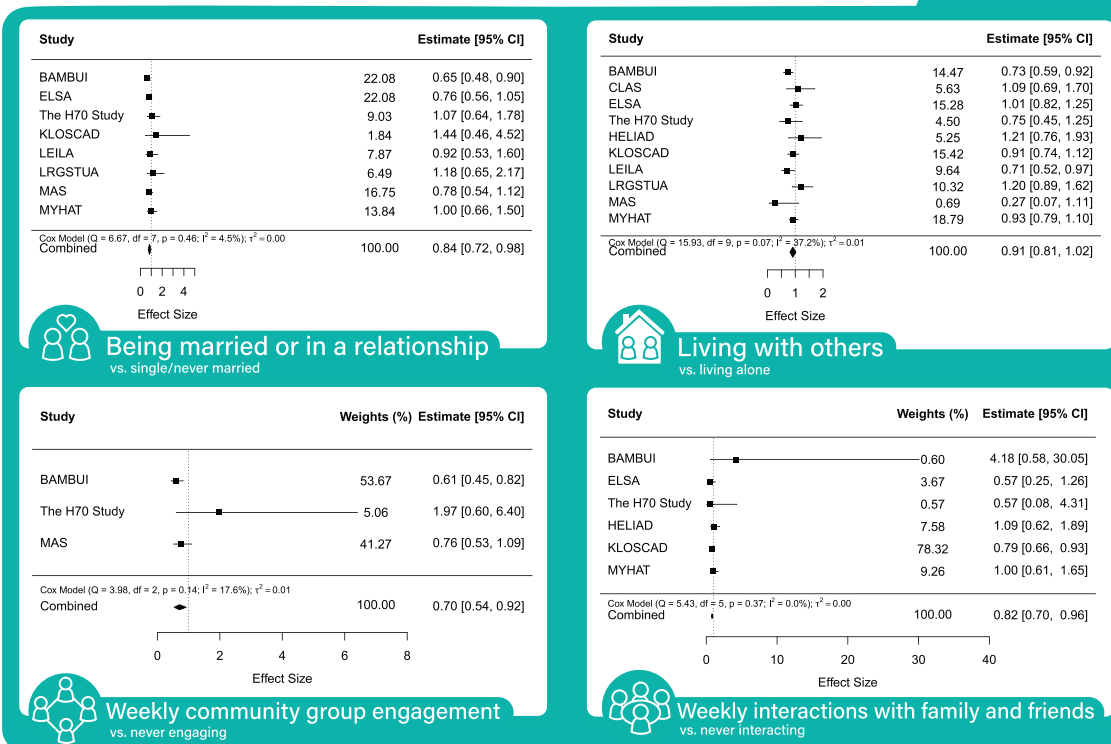 Study Estimate [95% CI]
BAMBUI 22.08 0.65 [0.48, 0.90]
ELSA 22.08 0.76 [0.56, 1.05]
The H70 Study 9.03 1.07 [0.64, 1.78]
KLOSCAD 1.84 1.44 [0.46, 4.52]
LEILA 7.87 0.92 [0.53, 1.60]
LRGSTUA 6.49 1.18 [0.65, 2.17]
MAS 16.75 0.78 [0.54, 1.12]
MYHAT 13.84 1.00 [0.66, 1.50]
Cox Model (Q = 6.67, df = 7, p = 0.46; I² = 4.5%); τ² = 0.00
Combined 100.00 0.84 [0.72, 0.98]
0 2 4
Effect Size
Being married or in a relationship
vs. single/never married
Study Estimate [95% CI]
BAMBUI 14.47 0.73 [0.59, 0.92]
CLAS 5.63 1.09 [0.69, 1.70]
ELSA 15.28 1.01 [0.82, 1.25]
The H70 Study 4.50 0.75 [0.45, 1.25]
HELIAD 5.25 1.21 [0.76, 1.93]
KLOSCAD 15.42 0.91 [0.74, 1.12]
LEILA 9.64 0.71 [0.52, 0.97]
LRGSTUA 10.32 1.20 [0.89, 1.62]
MAS 0.69 0.27 [0.07, 1.11]
MYHAT 18.79 0.93 [0.79, 1.10]
Cox Model (Q = 15.93, df = 9, p = 0.07; I² = 37.2%); τ² = 0.01
Combined 100.00 0.91 [0.81, 1.02]
0 1 2
Effect Size
Living with others
vs. living alone
Study Weights (%) Estimate [95% CI]
BAMBUI 53.67 0.61 [0.45, 0.82]
The H70 Study 5.06 1.97 [0.60, 6.40]
MAS 41.27 0.76 [0.53, 1.09]
Cox Model (Q = 3.98, df = 2, p = 0.14; I² = 17.6%); τ² = 0.01
Combined 100.00 0.70 [0.54, 0.92]
0 2 4 6 8
Effect Size
Weekly community group engagement
vs. never engaging
Study Weights (%) Estimate [95% CI]
BAMBUI 0.60 4.18 [0.58, 30.05]
ELSA 3.67 0.57 [0.25, 1.26]
The H70 Study 0.57 0.57 [0.08, 4.31]
HELIAD 7.58 1.09 [0.62, 1.89]
KLOSCAD 78.32 0.79 [0.66, 0.93]
MYHAT 9.26 1.00 [0.61, 1.65]
Cox Model (Q = 5.43, df = 5, p = 0.37; I² = 0.0%); τ² = 0.00
Combined 100.00 0.82 [0.70, 0.96]
0 10 20 30 40
Effect Size
Weekly interactions with family and friends
vs. never interacting